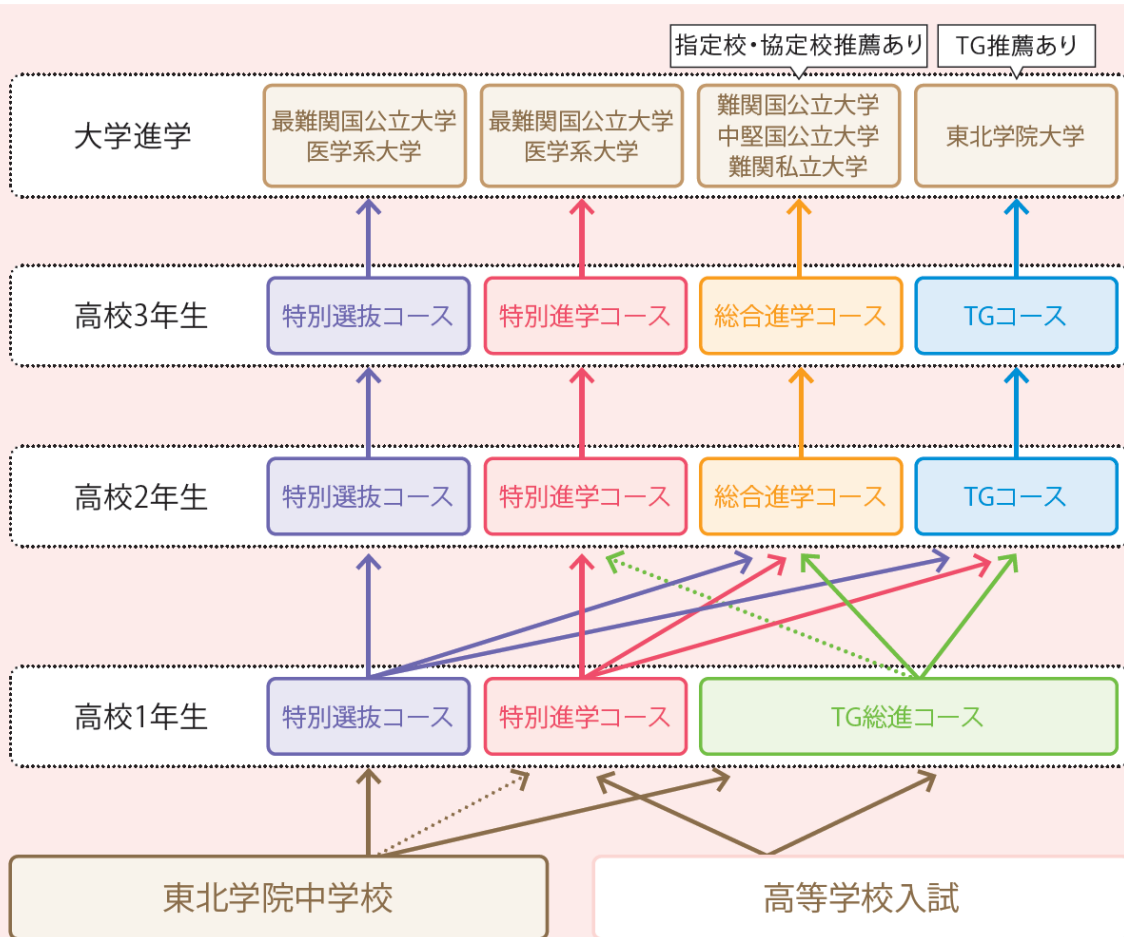 指定校・協定校推薦あり
TG推薦あり
大学進学
最難関国公立大学
医学系大学
最難関国公立大学
医学系大学
難関国公立大学
中堅国公立大学
難関私立大学
東北学院大学
高校3年生
特別選抜コース
特別進学コース
総合進学コース
TGコース
高校2年生
特別選抜コース
特別進学コース
総合進学コース
TGコース
高校1年生
特別選抜コース
特別進学コース
TG総進コース
東北学院中学校
高等学校入試